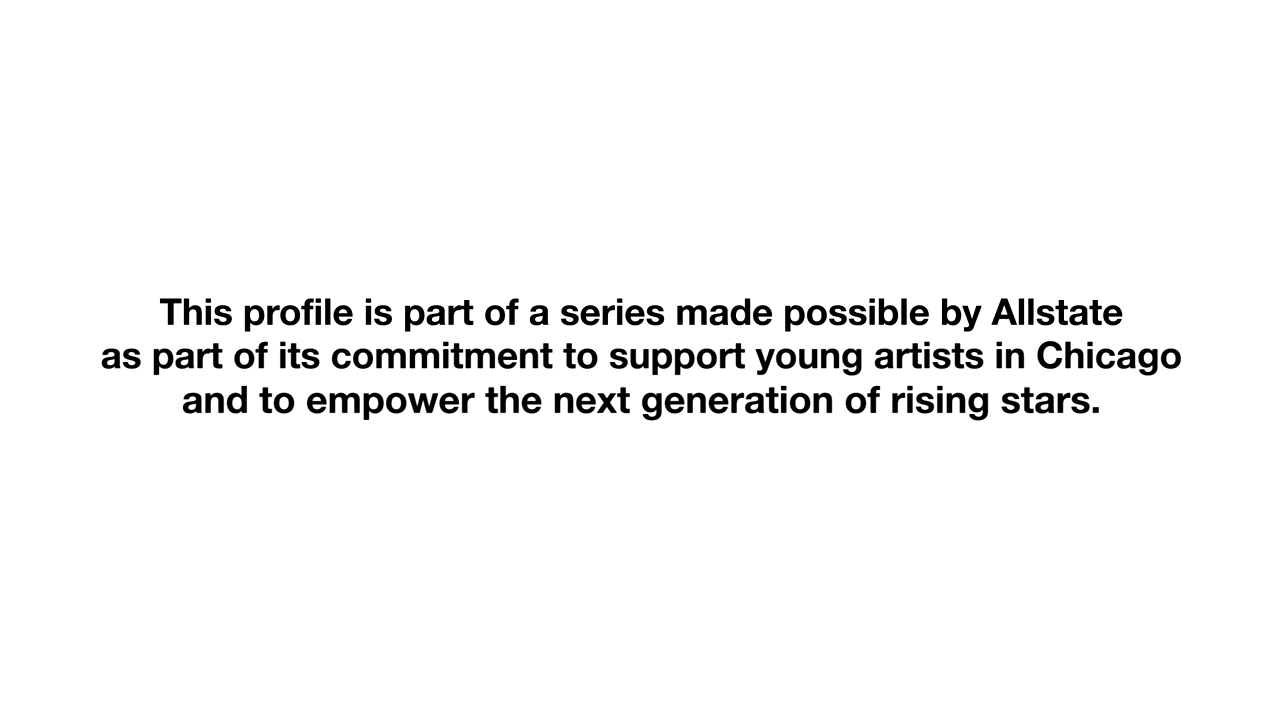 This profile is part of a series made possible by Allstate
as part of its commitment to support young artists in Chicago
and to empower the next generation of rising stars.